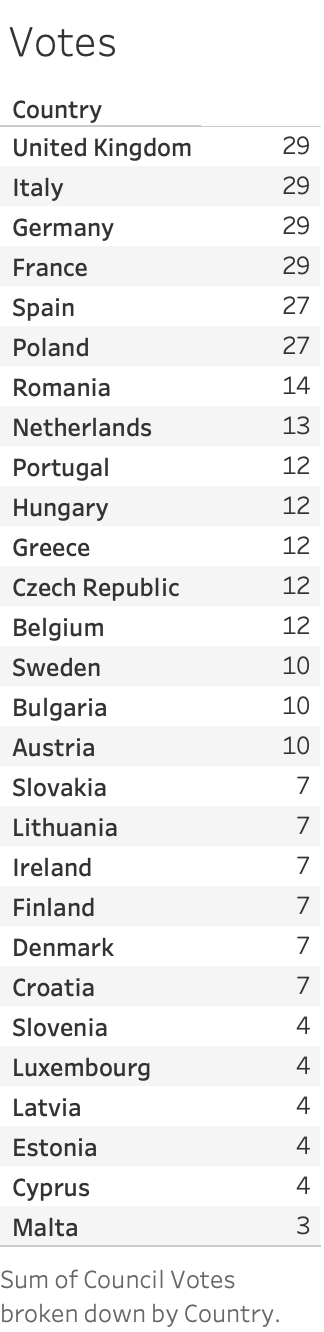 Votes
Country
United Kingdom 29
Italy 29
Germany 29
France 29
Spain 27
Poland 27
Romania 14
Netherlands 13
Portugal 12
Hungary 12
Greece 12
Czech Republic 12
Belgium 12
Sweden 10
Bulgaria 10
Austria 10
Slovakia 7
Lithuania 7
Ireland 7
Finland 7
Denmark 7
Croatia 7
Slovenia 4
Luxembourg 4
Latvia 4
Estonia 4
Cyprus 4
Malta 3
Sum of Council Votes
broken down by Country.